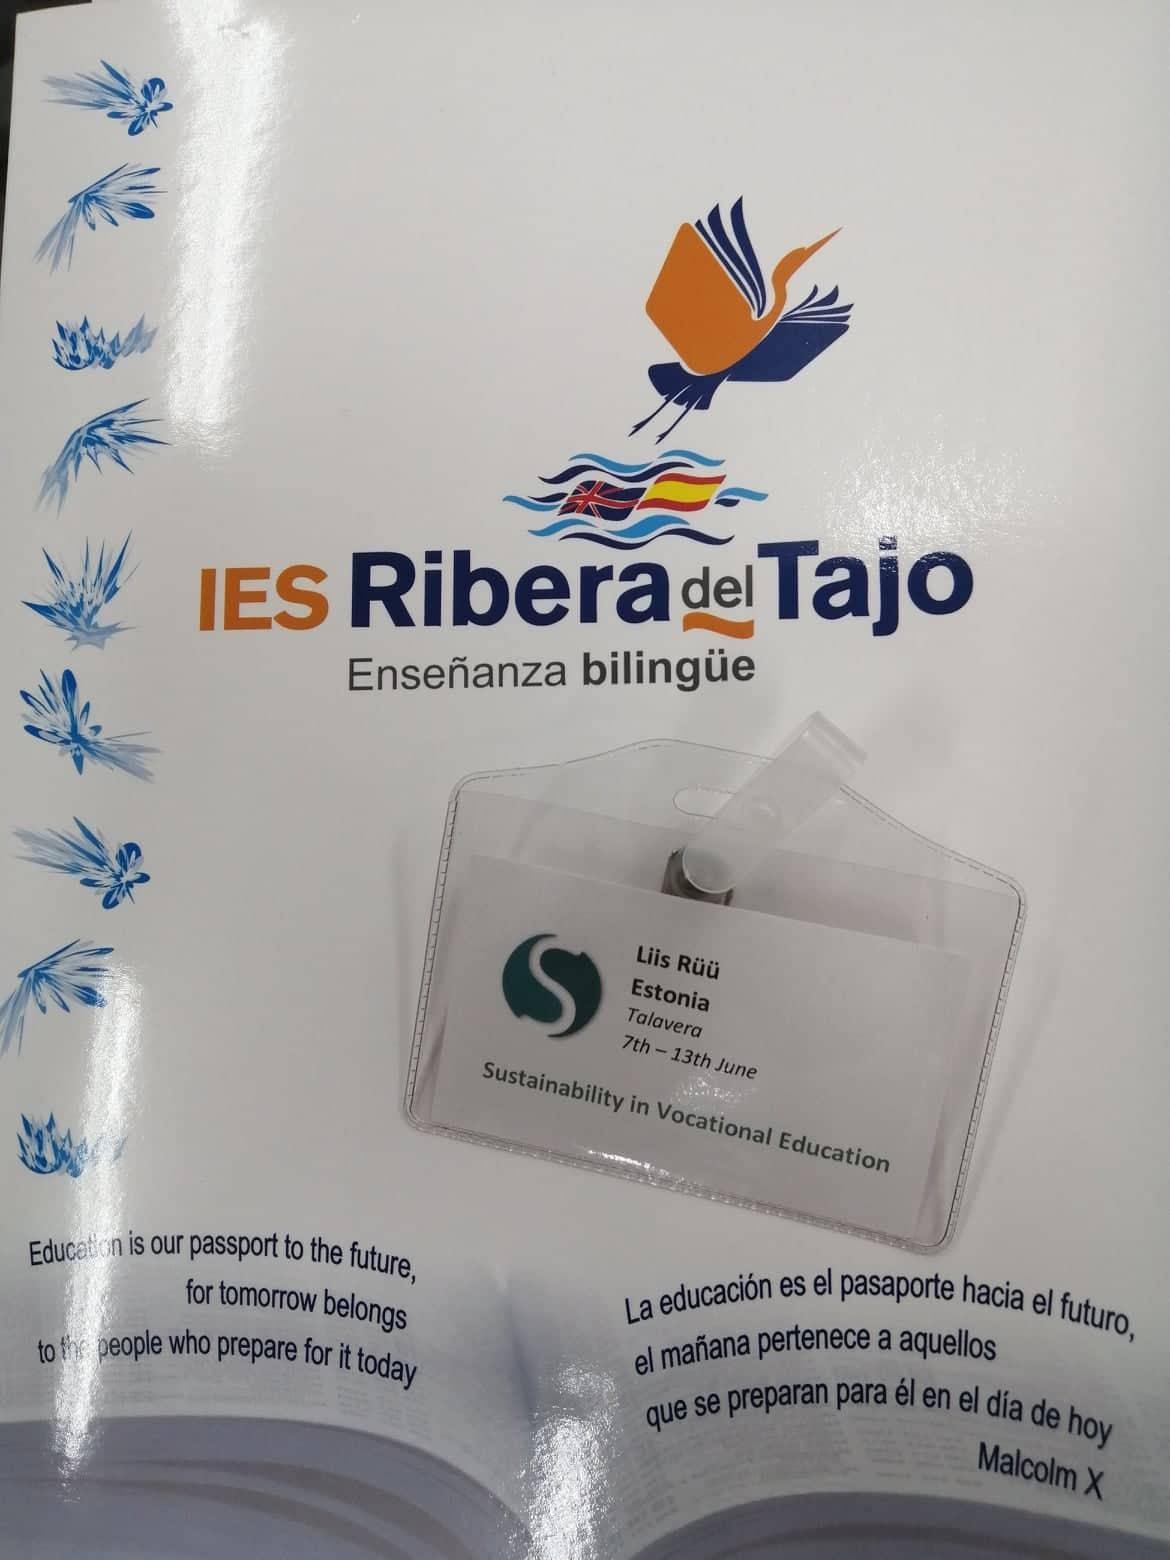 IES Ribera del Tajo
Enseñanza bilingüe
Liis Rüü
Estonia
Talavera
7th – 13th June
Sustainability in Vocational Education
Education is our passport to the future,
for tomorrow belongs
to the people who prepare for it today
La educación es el pasaporte hacia el futuro,
el mañana pertenece a aquellos
que se preparan para él en el día de hoy
Malcolm X